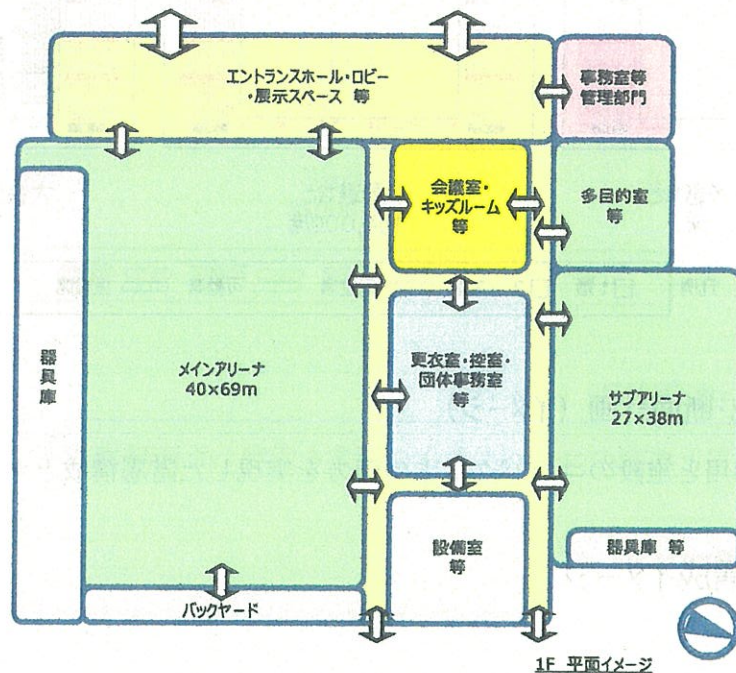 エントランスホール・ロビー
・展示スペース 等
事務室等
管理部門
会議室・
キッズルーム
等
多目的室
等
器具庫
メインアリーナ
40×69m
更衣室・控室・
団体事務室
等
サブアリーナ
27×38m
設備室
等
器具庫 等
バックヤード
1F 平面イメージ